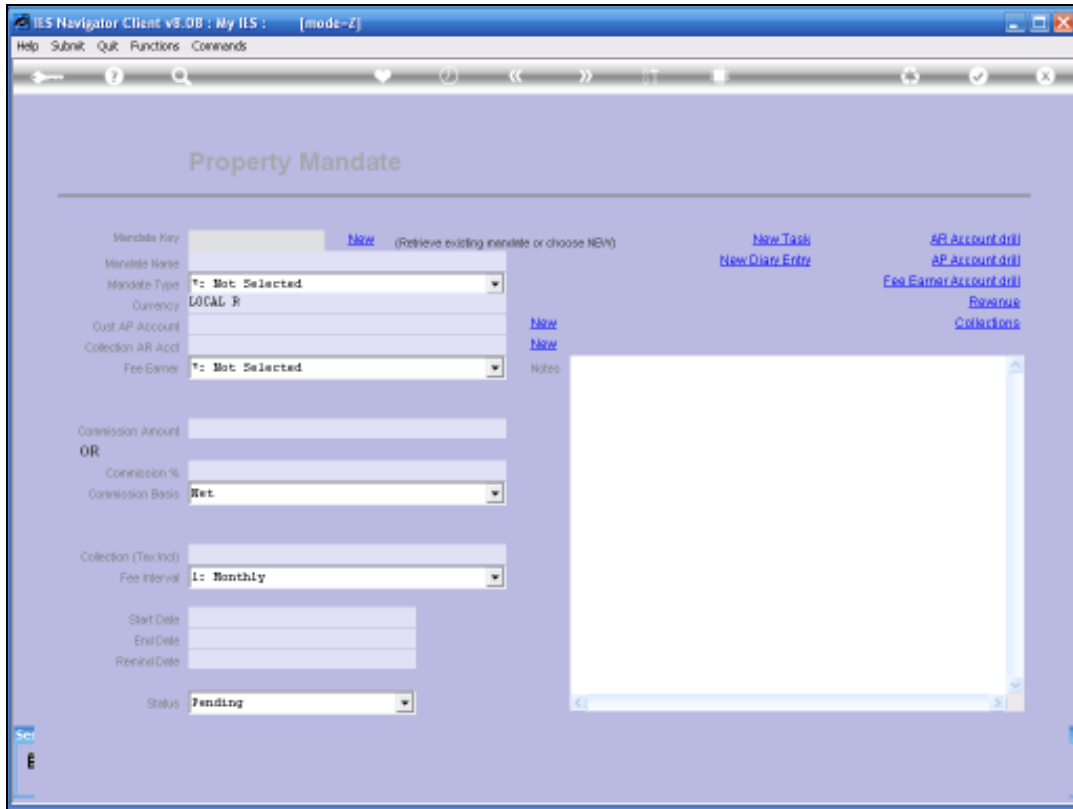 IES Navigator Client v8.08 : My IES :      [mode=Z]
Help Submit Quit Functions Commands
Property Mandate
Mandate Key New (Retrieve existing mandate or choose NEW) New Task AR Account drill
Mandate Name New Diary Entry AP Account drill
Mandate Type *: Not Selected Fee Earner Account drill
Currency LOCAL R Revenue
Cust AP Account New Collections
Collection AR Acct New
Fee Earner *: Not Selected Notes
Commission Amount
OR
Commission %
Commission Basis Net
Collection (Tax Incl)
Fee Interval 1: Monthly
Start Date
End Date
Remind Date
Status Pending